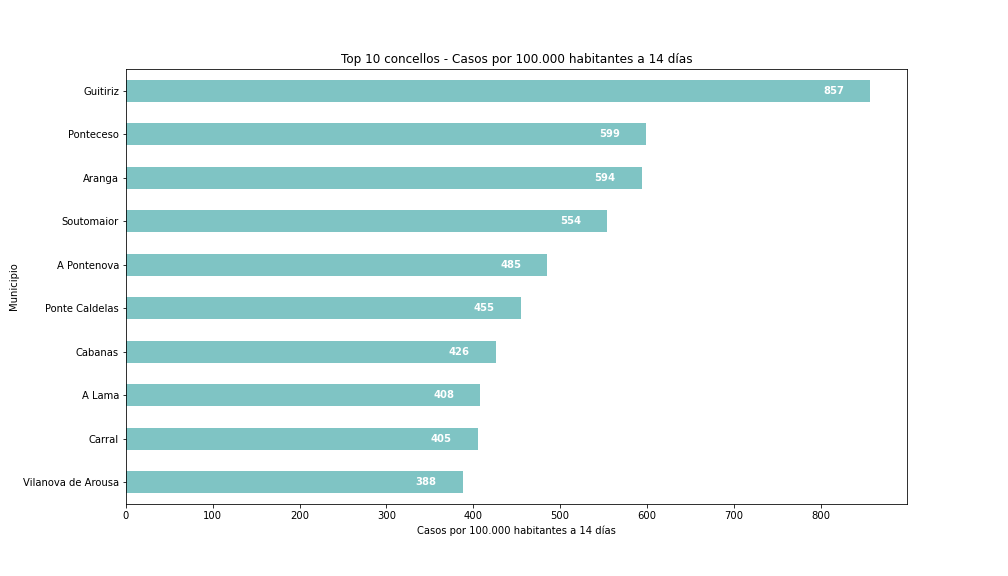 Top 10 concellos - Casos por 100.000 habitantes a 14 días
Municipio
Guitiriz 857
Ponteceso 599
Aranga 594
Soutomaior 554
A Pontenova 485
Ponte Caldelas 455
Cabanas 426
A Lama 408
Carral 405
Vilanova de Arousa 388
0 100 200 300 400 500 600 700 800
Casos por 100.000 habitantes a 14 días